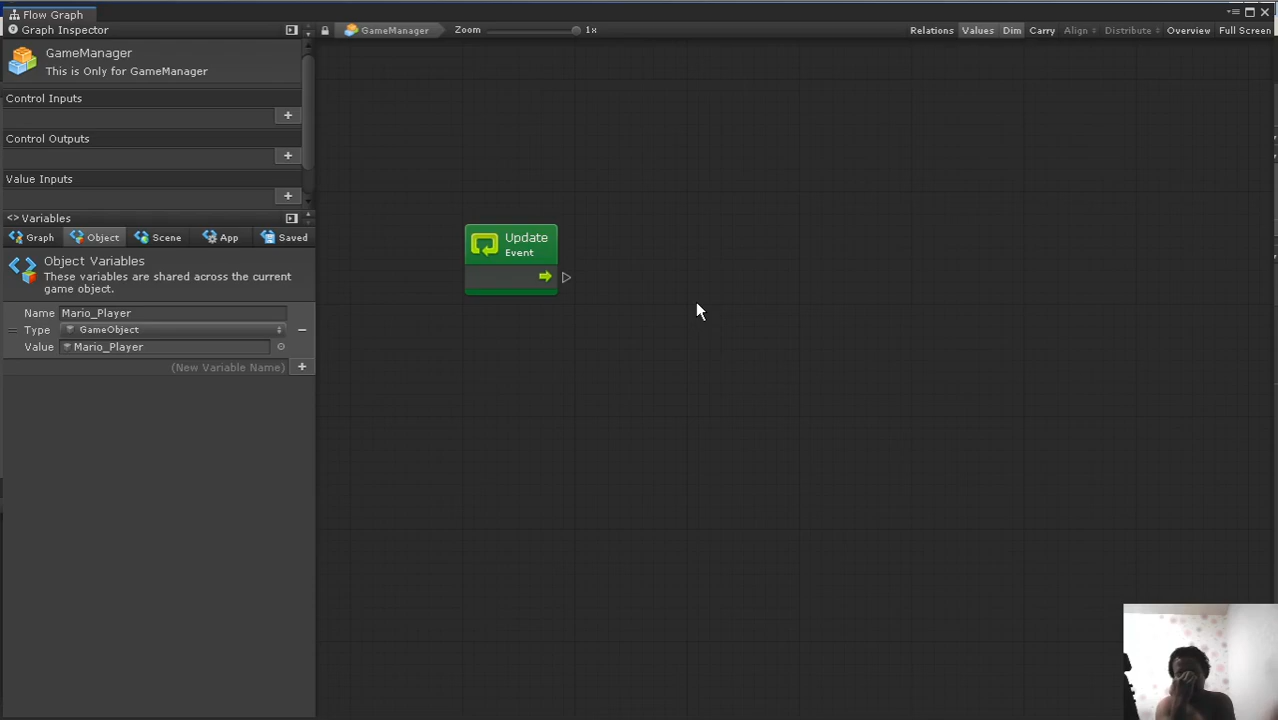 Flow Graph
Graph Inspector
GameManager
Zoom
1x
Relations
Values
Dim
Carry
Align
Distribute
Overview
Full Screen
GameManager
This is Only for GameManager
Control Inputs
Control Outputs
Value Inputs
<> Variables
Graph
Object
Scene
App
Saved
Object Variables
These variables are shared across the current
game object.
Name Mario_Player
Type GameObject
Value Mario_Player
(New Variable Name)
Update
Event